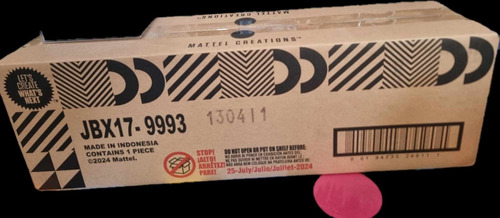 MATTEL CREATIONS™
LET'S
CREATE
WHAT'S
NEXT
JBX17-9993
130411
MADE IN INDONESIA
CONTAINS 1 PIECE
©2024 Mattel.
STOP!
¡ALTO!
ARRÊTEZ!
PARE!
DO NOT OPEN OR PUT ON SHELF BEFORE:
25-July/Julio/Juillet-2024